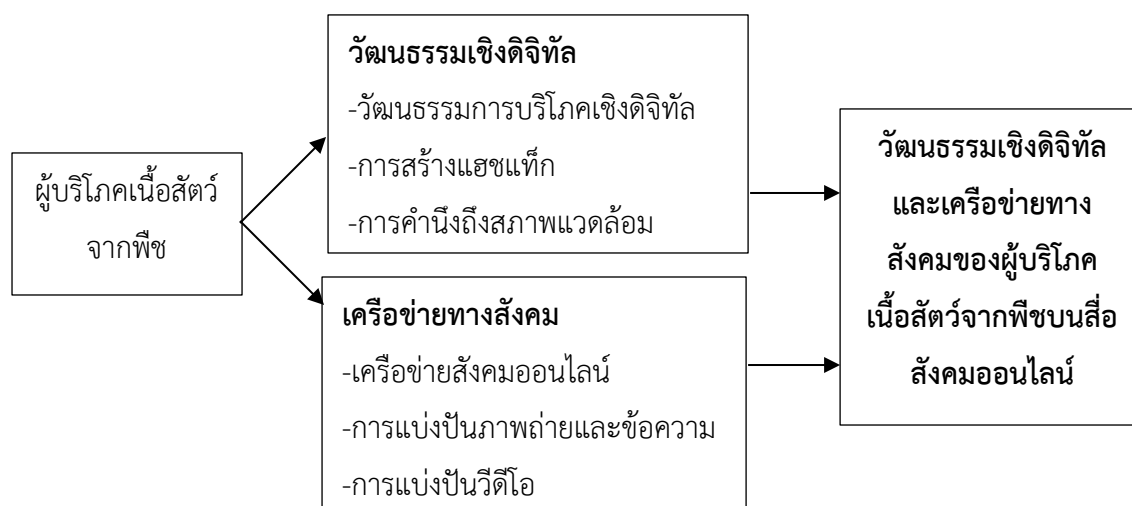 ผู้บริโภคเนื้อสัตว์
จากพืช
วัฒนธรรมเชิงดิจิทัล
-วัฒนธรรมการบริโภคเชิงดิจิทัล
-การสร้างแฮชแท็ก
-การคำนึงถึงสภาพแวดล้อม
เครือข่ายทางสังคม
-เครือข่ายสังคมออนไลน์
-การแบ่งปันภาพถ่ายและข้อความ
-การแบ่งปันวีดีโอ
วัฒนธรรมเชิงดิจิทัล
และเครือข่ายทาง
สังคมของผู้บริโภค
เนื้อสัตว์จากพืชบนสื่อ
สังคมออนไลน์